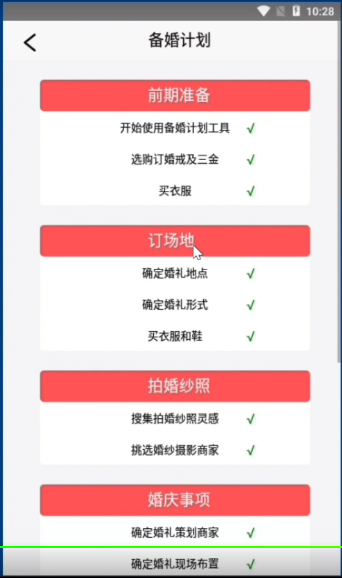 10:28
备婚计划
前期准备
开始使用备婚计划工具 √
选购订婚戒及三金 √
买衣服 √
订场地
确定婚礼地点 √
确定婚礼形式 √
买衣服和鞋 √
拍婚纱照
搜集拍婚纱照灵感 √
挑选婚纱摄影商家 √
婚庆事项
确定婚礼策划商家 √
确定婚礼现场布置 √